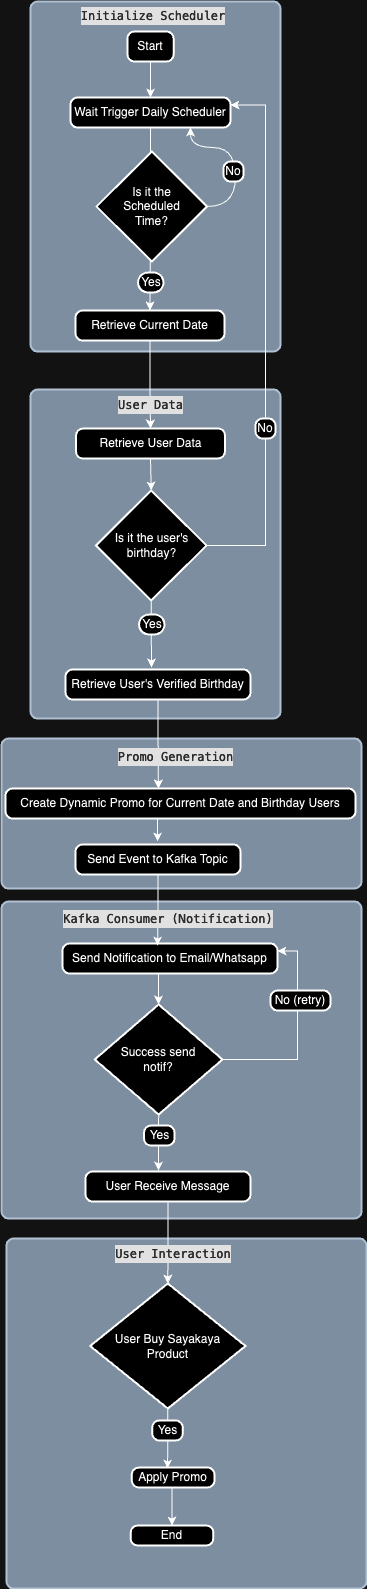 Initialize Scheduler
Start
Wait Trigger Daily Scheduler
No
Is it the
Scheduled
Time?
Yes
Retrieve Current Date
User Data
No
Retrieve User Data
Is it the user's
birthday?
Yes
Retrieve User's Verified Birthday
Promo Generation
Create Dynamic Promo for Current Date and Birthday Users
Send Event to Kafka Topic
Kafka Consumer (Notification)
Send Notification to Email/Whatsapp
No (retry)
Success send
notif?
Yes
User Receive Message
User Interaction
User Buy Sayakaya
Product
Yes
Apply Promo
End